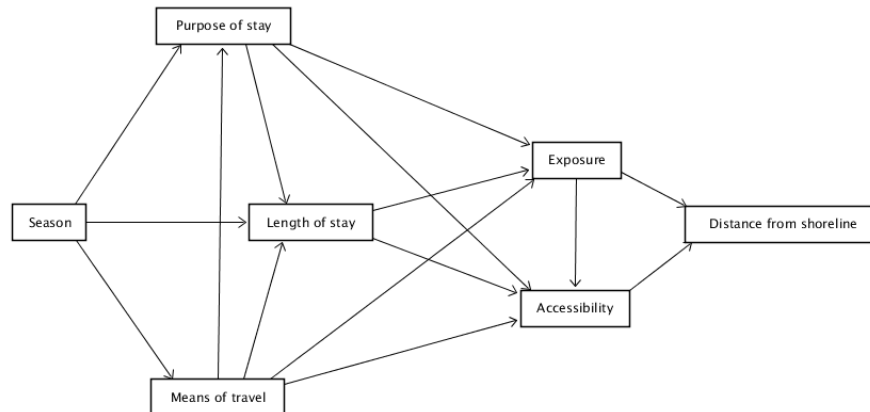 Purpose of stay
Exposure
Season
Length of stay
Distance from shoreline
Accessibility
Means of travel